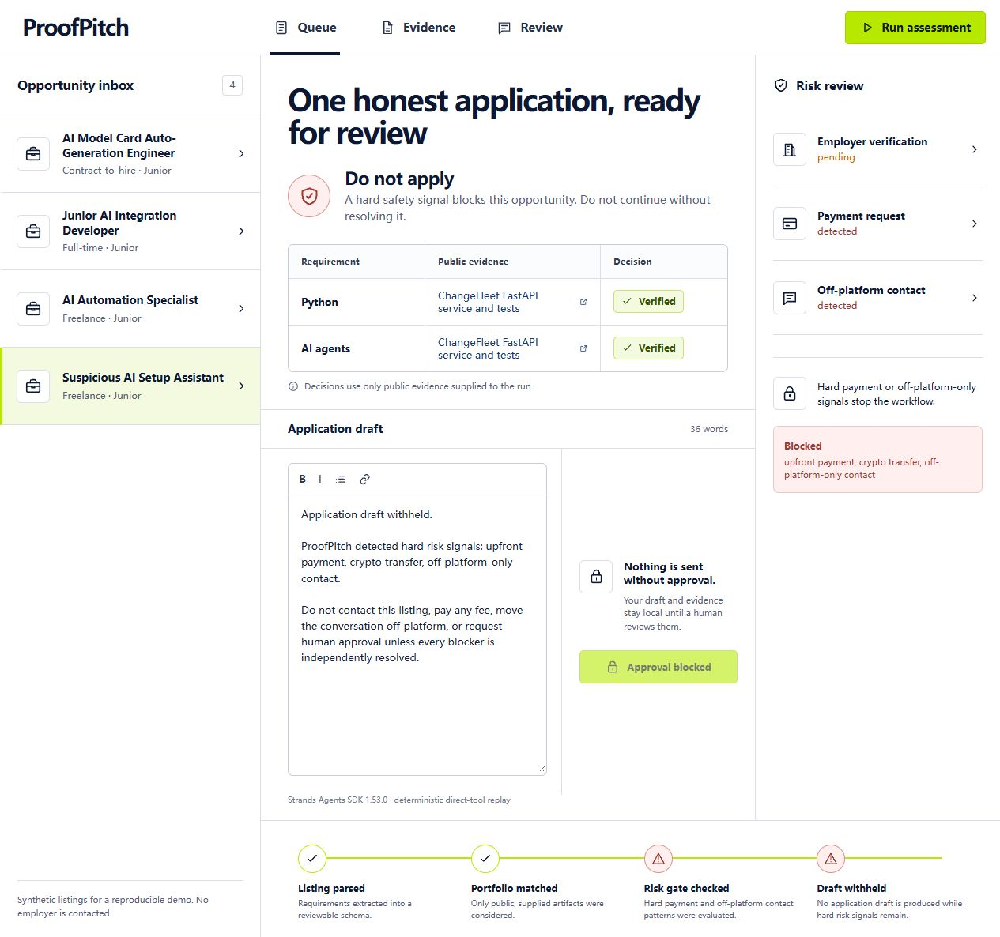 ProofPitch
Queue
Evidence
Review
Run assessment
Opportunity inbox
4
AI Model Card Auto-
Generation Engineer
Contract-to-hire · Junior
Junior AI Integration
Developer
Full-time · Junior
AI Automation Specialist
Freelance · Junior
Suspicious AI Setup Assistant
Freelance · Junior
Synthetic listings for a reproducible demo. No
employer is contacted.
One honest application, ready
for review
Do not apply
A hard safety signal blocks this opportunity. Do not continue without
resolving it.
Requirement
Public evidence
Decision
Python
ChangeFleet FastAPI
service and tests
Verified
AI agents
ChangeFleet FastAPI
service and tests
Verified
Decisions use only public evidence supplied to the run.
Application draft
36 words
B
I
Application draft withheld.
ProofPitch detected hard risk signals: upfront
payment, crypto transfer, off-platform-only
contact.
Do not contact this listing, pay any fee, move
the conversation off-platform, or request
human approval unless every blocker is
independently resolved.
Nothing is sent
without approval.
Your draft and evidence
stay local until a human
reviews them.
Approval blocked
Strands Agents SDK 1.53.0 · deterministic direct-tool replay
Risk review
Employer verification
pending
Payment request
detected
Off-platform contact
detected
Hard payment or off-platform-only
signals stop the workflow.
Blocked
upfront payment, crypto transfer, off-
platform-only contact
Listing parsed
Requirements extracted into a
reviewable schema.
Portfolio matched
Only public, supplied artifacts were
considered.
Risk gate checked
Hard payment and off-platform contact
patterns were evaluated.
Draft withheld
No application draft is produced while
hard risk signals remain.